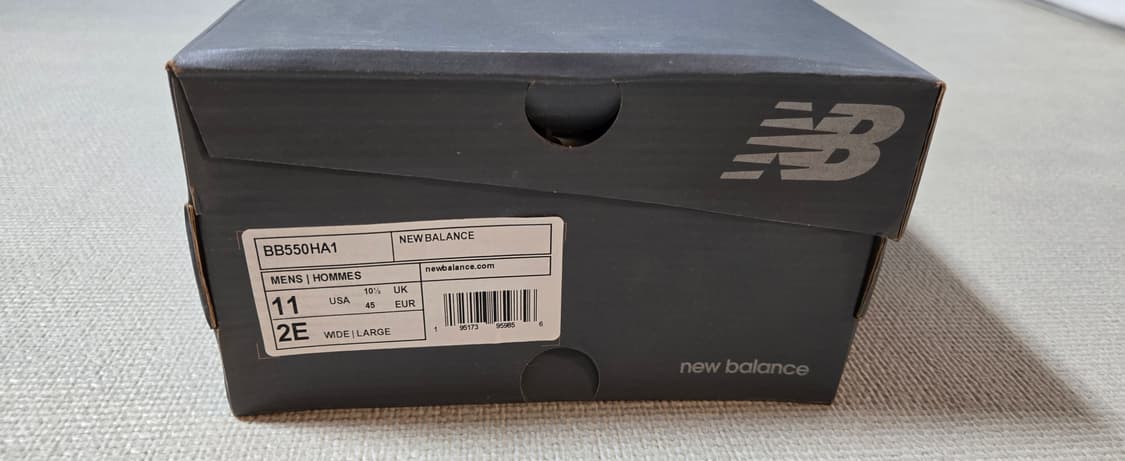 NB
BB550HA1
NEW BALANCE
MENS | HOMMES
newbalance.com
11 USA 10½ UK
45 EUR
2E WIDE | LARGE
1 95173 95985 6
new balance